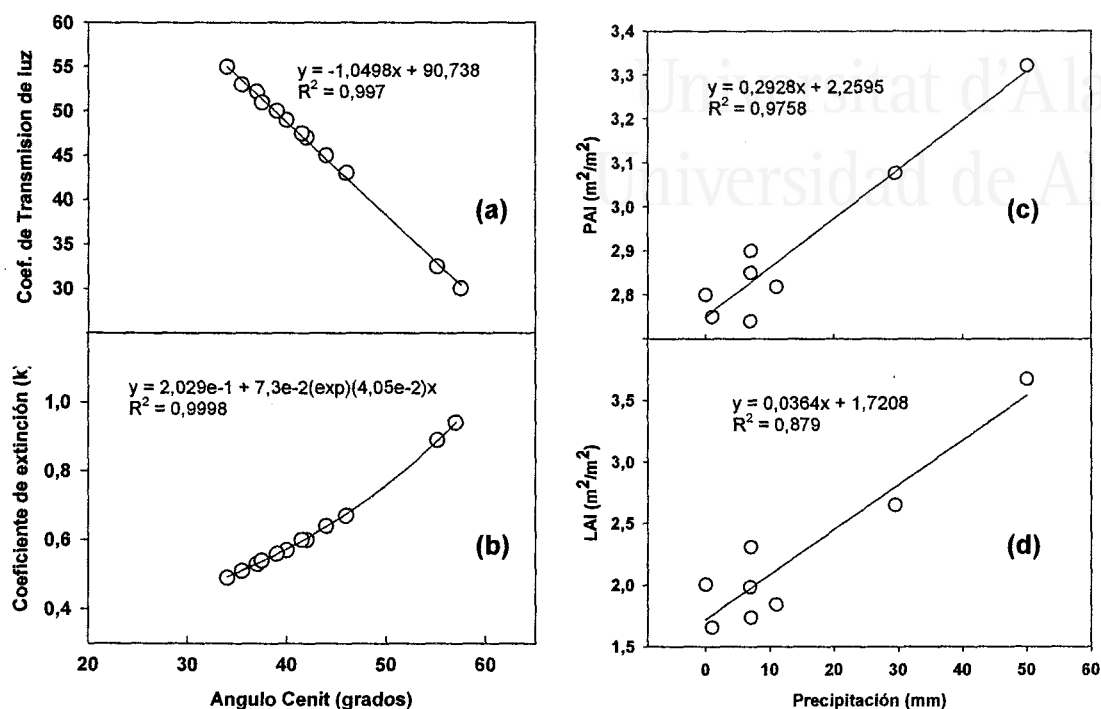 60
55
50
45
40
35
30
Coef. de Transmision de luz
y = -1,0498x + 90,738
R² = 0,997
(a)
1,0
0,8
0,6
0,4
Coeficiente de extinción (k)
y = 2,029e-1 + 7,3e-2(exp)(4,05e-2)x
R² = 0,9998
(b)
20
30
40
50
60
Angulo Cenit (grados)
3,4
3,3
3,2
3,1
3,0
2,9
2,8
PAI (m²/m²)
y = 0,2928x + 2,2595
R² = 0,9758
(c)
Universitat d'Ala
Universidad de Al
3,5
3,0
2,5
2,0
1,5
LAI (m²/m²)
y = 0,0364x + 1,7208
R² = 0,879
(d)
0
10
20
30
40
50
60
Precipitación (mm)